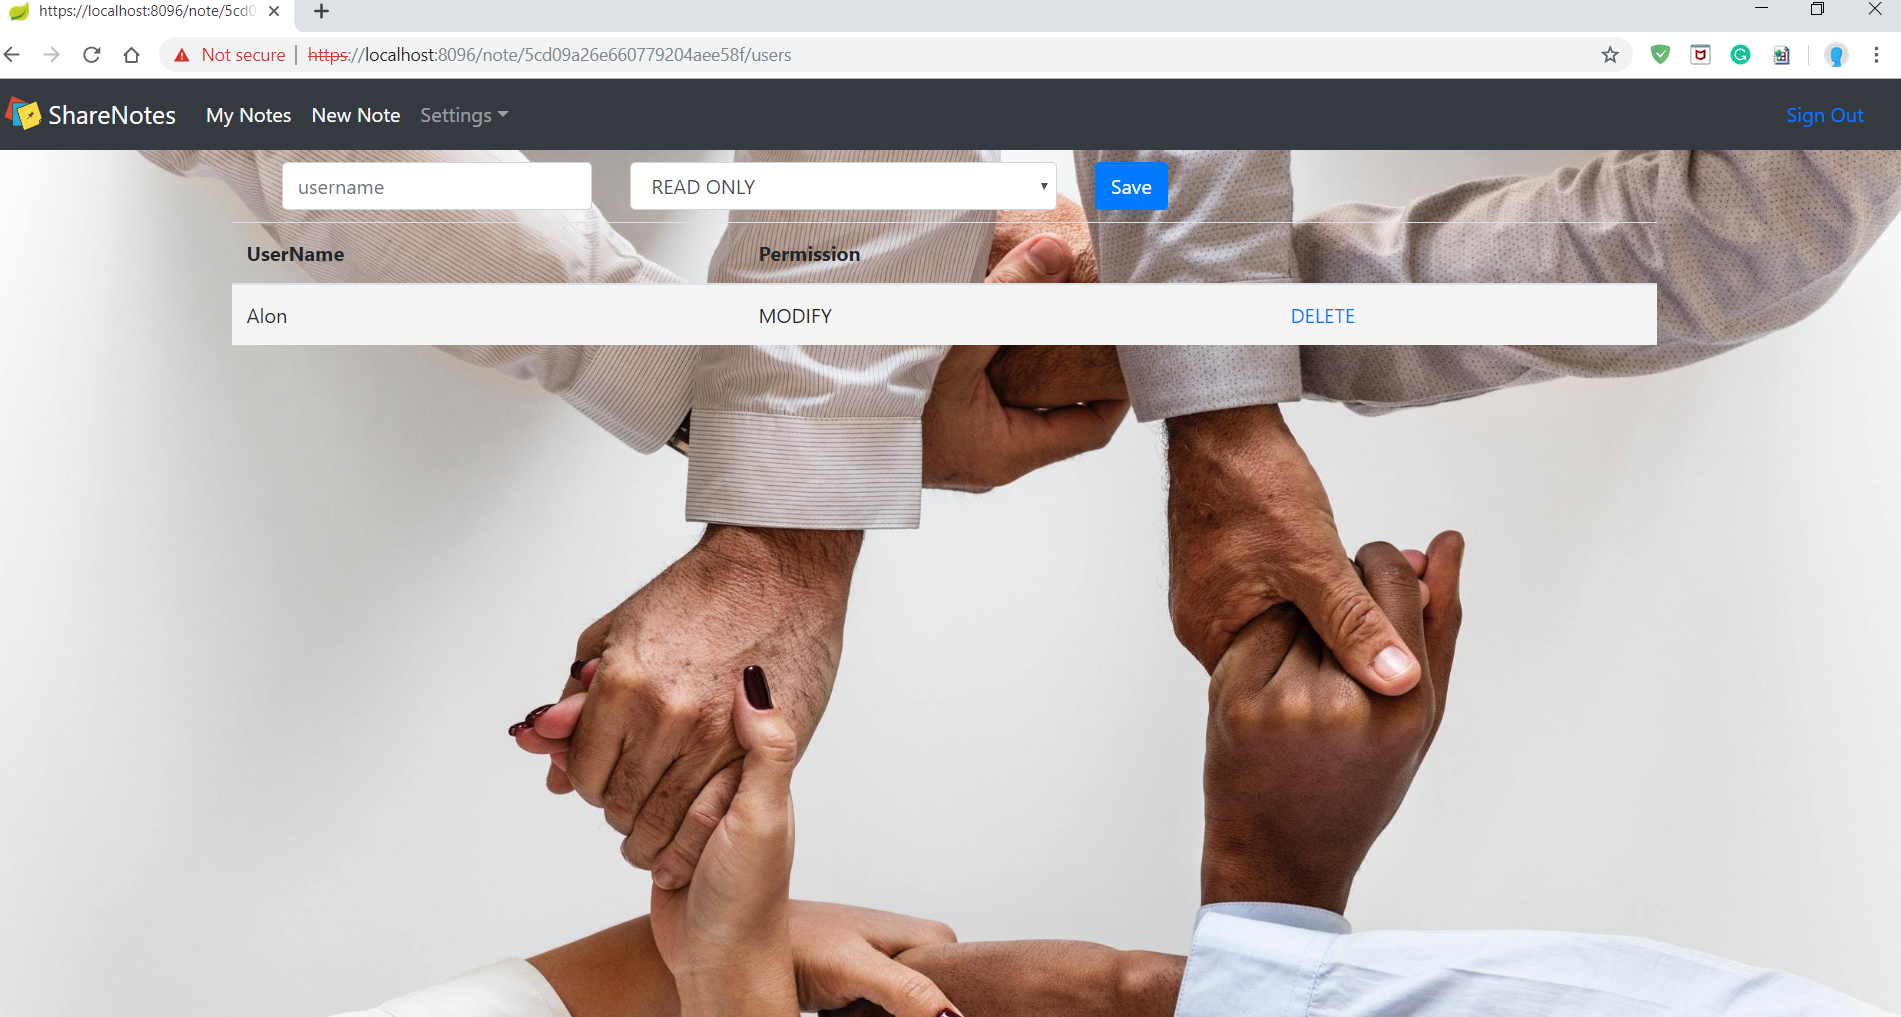 https://localhost:8096/note/5cd0
Not secure | https://localhost:8096/note/5cd09a26e660779204aee58f/users
ShareNotes My Notes New Note Settings Sign Out
username READ ONLY Save
UserName Permission
Alon MODIFY DELETE